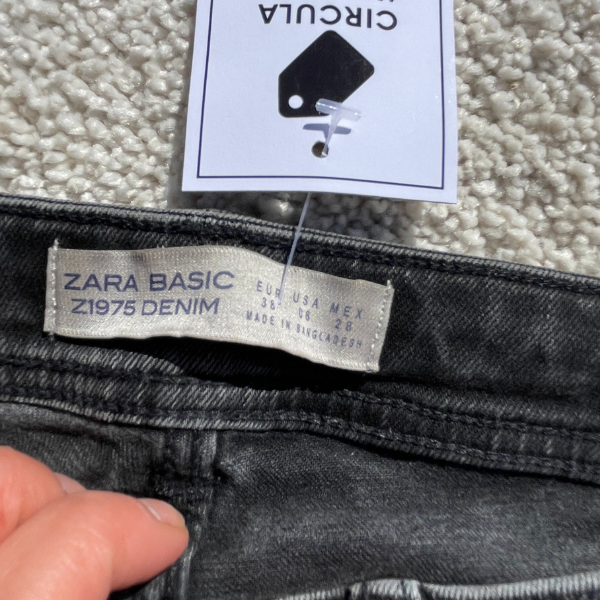 CIRCULA
ZARA BASIC
Z1975 DENIM
EUR USA MEX
38 06 28
MADE IN BANGLADESH